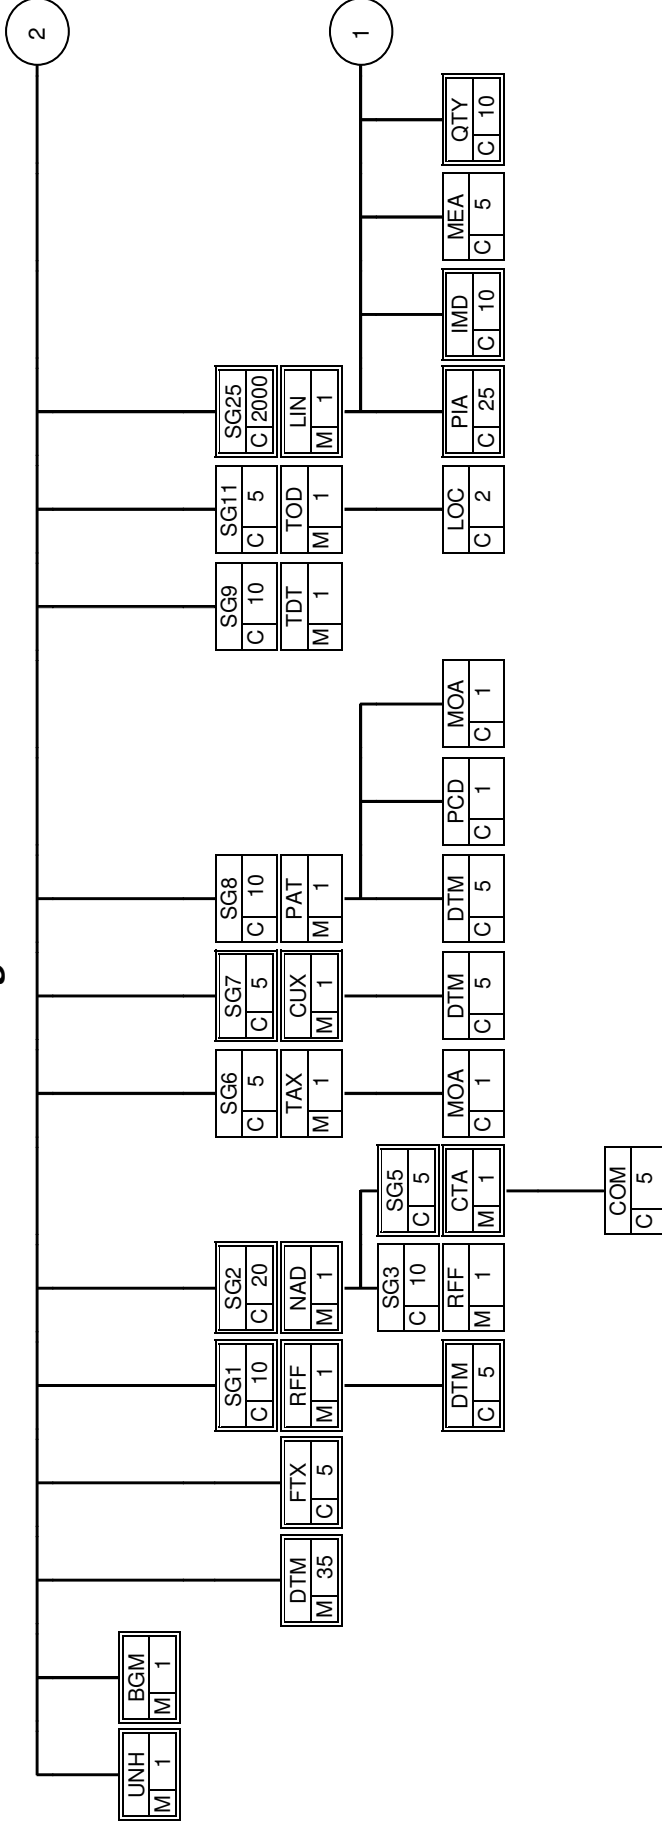 2
UNH
M 1
BGM
M 1
DTM
M 35
FTX
C 5
SG1
C 10
RFF
M 1
DTM
C 5
SG2
C 20
NAD
M 1
SG3
C 10
RFF
M 1
SG5
C 5
CTA
M 1
COM
C 5
SG6
C 5
TAX
M 1
MOA
C 1
SG7
C 5
CUX
M 1
DTM
C 5
SG8
C 10
PAT
M 1
DTM
C 5
PCD
C 1
MOA
C 1
SG9
C 10
TDT
M 1
SG11
C 5
TOD
M 1
LOC
C 2
SG25
C 2000
LIN
M 1
1
PIA
C 25
IMD
C 10
MEA
C 5
QTY
C 10